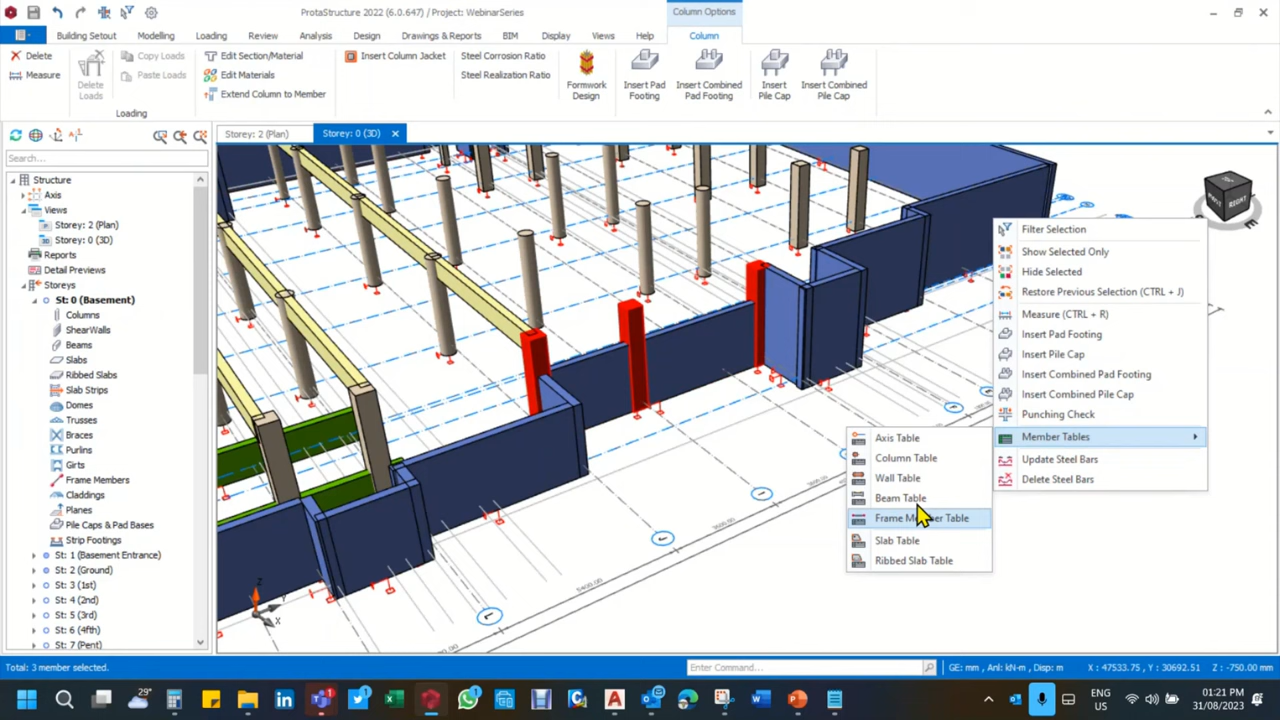 ProtaStructure 2022 (6.0.647) / Project: WebinarSeries
Column Options
Building Setout Modelling Loading Review Analysis Design Drawings & Reports BIM Display Views Help Column
Delete
Measure
Delete Loads
Copy Loads
Paste Loads
Loading
Edit Section/Material
Edit Materials
Extend Column to Member
Insert Column Jacket
Steel Corrosion Ratio
Steel Realization Ratio
Formwork Design
Insert Pad Footing
Insert Combined Pad Footing
Insert Pile Cap
Insert Combined Pile Cap
Storey: 2 (Plan)
Storey: 0 (3D)
Search...
Structure
Axis
Views
Storey: 2 (Plan)
Storey: 0 (3D)
Reports
Detail Previews
Storeys
St: 0 (Basement)
Columns
ShearWalls
Beams
Slabs
Ribbed Slabs
Slab Strips
Domes
Trusses
Braces
Purlins
Girts
Frame Members
Claddings
Planes
Pile Caps & Pad Bases
Strip Footings
St: 1 (Basement Entrance)
St: 2 (Ground)
St: 3 (1st)
St: 4 (2nd)
St: 5 (3rd)
St: 6 (4fth)
St: 7 (Pent)
TOP
RIGHT
E
Filter Selection
Show Selected Only
Hide Selected
Restore Previous Selection (CTRL + J)
Measure (CTRL + R)
Insert Pad Footing
Insert Pile Cap
Insert Combined Pad Footing
Insert Combined Pile Cap
Punching Check
Member Tables
Update Steel Bars
Delete Steel Bars
Axis Table
Column Table
Wall Table
Beam Table
Frame Member Table
Slab Table
Ribbed Slab Table
5400.00
Z
Y
X
Total: 3 member selected.
Enter Command...
GE: mm, Anl: kN-m, Disp: m
X : 47533.75, Y : 30692.51
Z : -750.00 mm
29°
ENG
US
01:21 PM
31/08/2023